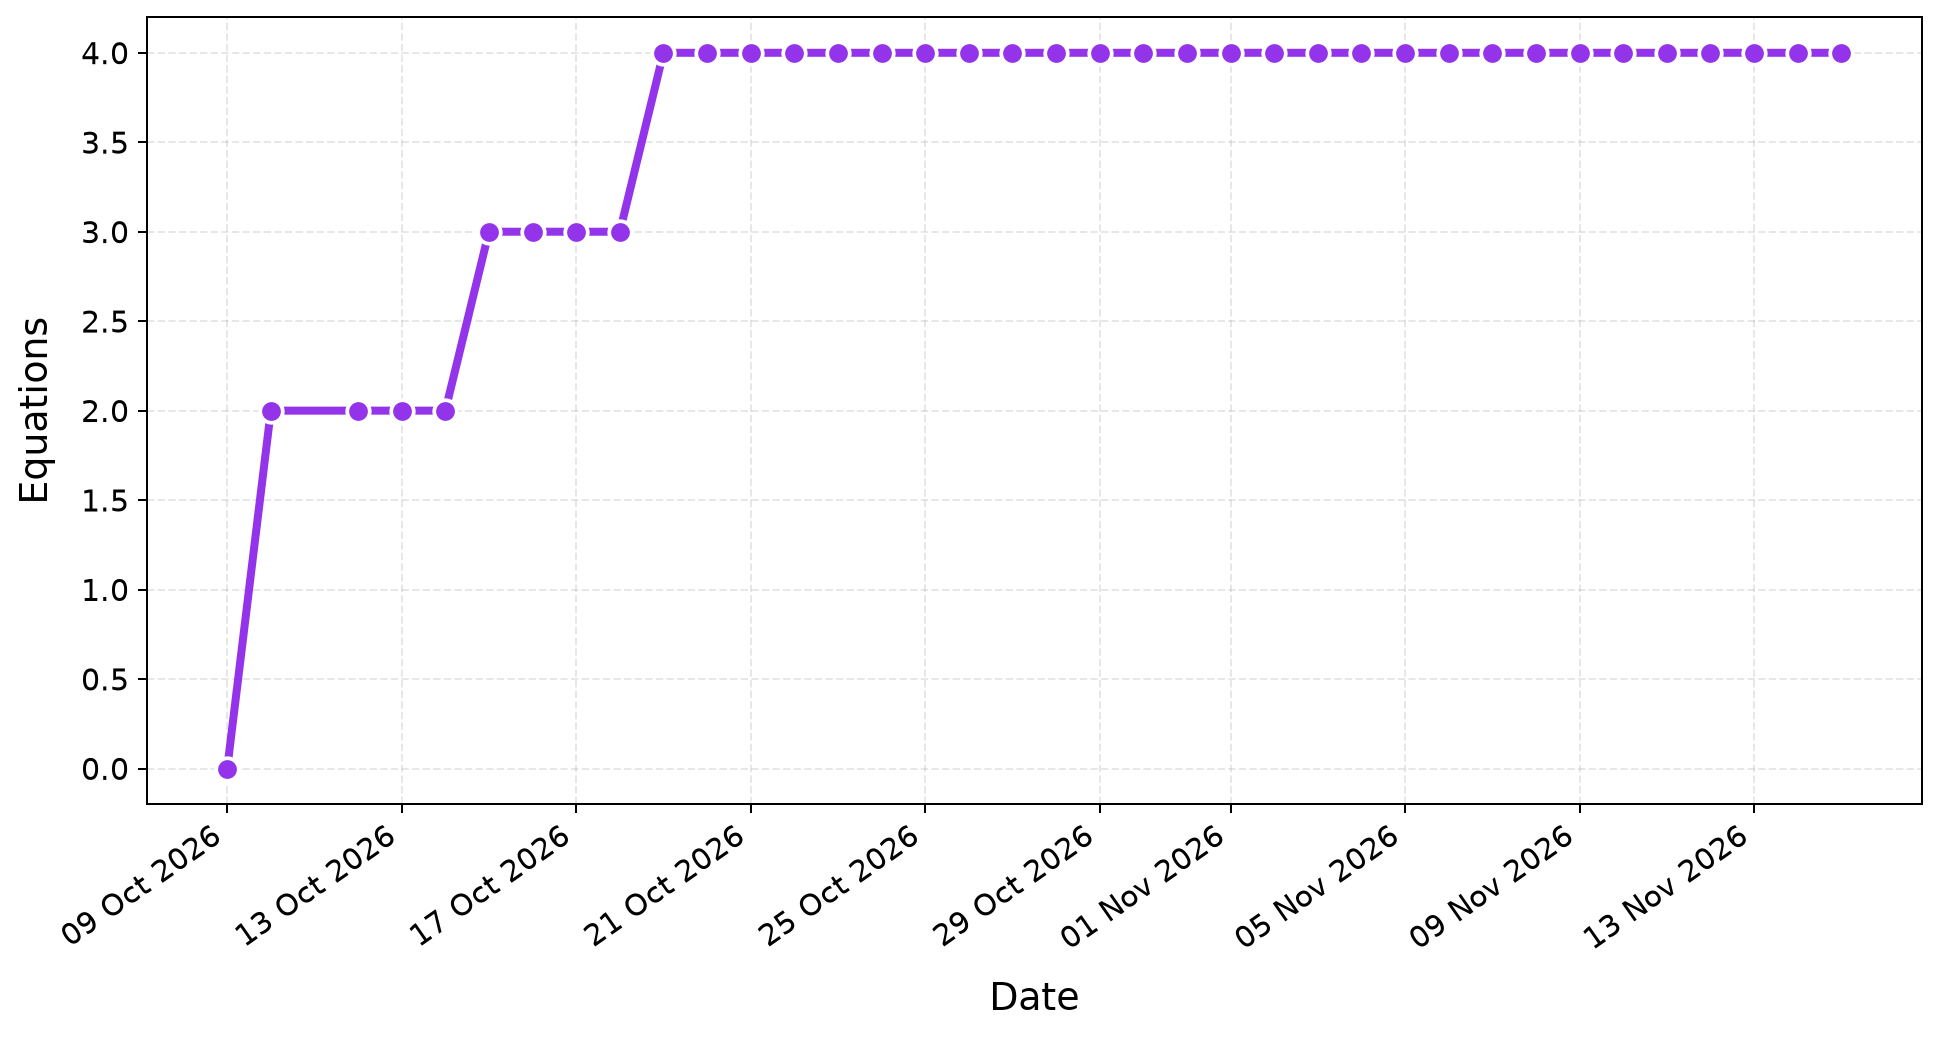 4.0
3.5
3.0
2.5
2.0
1.5
1.0
0.5
0.0
Equations
09 Oct 2026
13 Oct 2026
17 Oct 2026
21 Oct 2026
25 Oct 2026
29 Oct 2026
01 Nov 2026
05 Nov 2026
09 Nov 2026
13 Nov 2026
Date